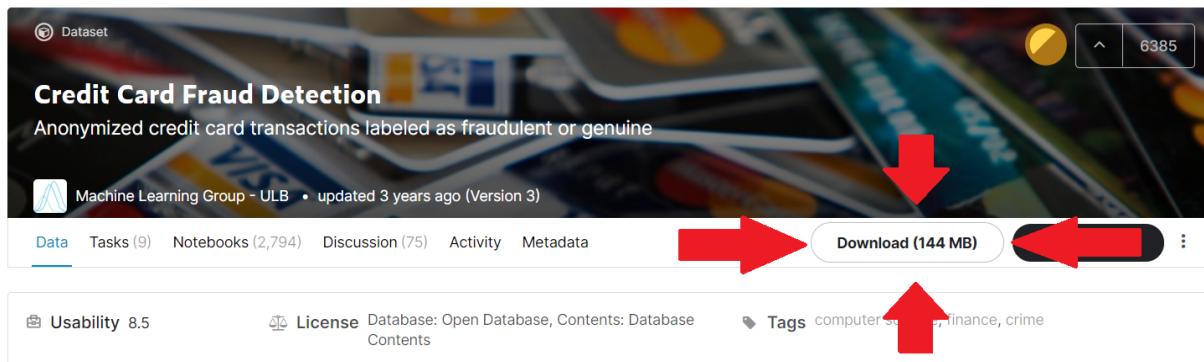 Dataset
6385
Credit Card Fraud Detection
Anonymized credit card transactions labeled as fraudulent or genuine
Machine Learning Group - ULB • updated 3 years ago (Version 3)
Data Tasks (9) Notebooks (2,794) Discussion (75) Activity Metadata Download (144 MB)
Usability 8.5 License Database: Open Database, Contents: Database Contents Tags computer finance, crime
VISA